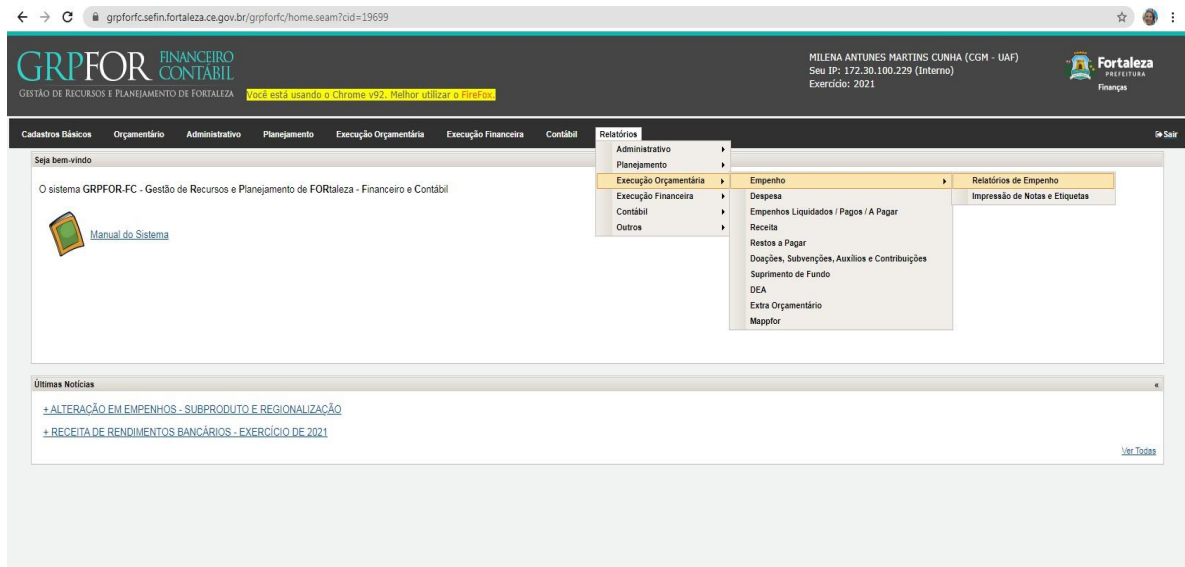 grpforfc.sefin.fortaleza.ce.gov.br/grpforfc/home.seam?cid=19699
GRPFOR FINANCEIRO CONTÁBIL
GESTÃO DE RECURSOS E PLANEJAMENTO DE FORTALEZA
Você está usando o Chrome v92. Melhor utilizar o FireFox.
MILENA ANTUNES MARTINS CUNHA (CGM - UAF)
Seu IP: 172.30.100.229 (Interno)
Exercício: 2021
Fortaleza
PREFEITURA
Finanças
Cadastros Básicos Orçamentário Administrativo Planejamento Execução Orçamentária Execução Financeira Contábil Relatórios Sair
Seja bem-vindo
O sistema GRPFOR-FC - Gestão de Recursos e Planejamento de FORtaleza - Financeiro e Contábil
Manual do Sistema
Administrativo
Planejamento
Execução Orçamentária
Execução Financeira
Contábil
Outros
Empenho
Despesa
Empenhos Liquidados / Pagos / A Pagar
Receita
Restos a Pagar
Doações, Subvenções, Auxílios e Contribuições
Suprimento de Fundo
DEA
Extra Orçamentário
Mappfor
Relatórios de Empenho
Impressão de Notas e Etiquetas
Últimas Notícias «
+ ALTERAÇÃO EM EMPENHOS - SUBPRODUTO E REGIONALIZAÇÃO
+ RECEITA DE RENDIMENTOS BANCÁRIOS - EXERCÍCIO DE 2021
Ver Todas